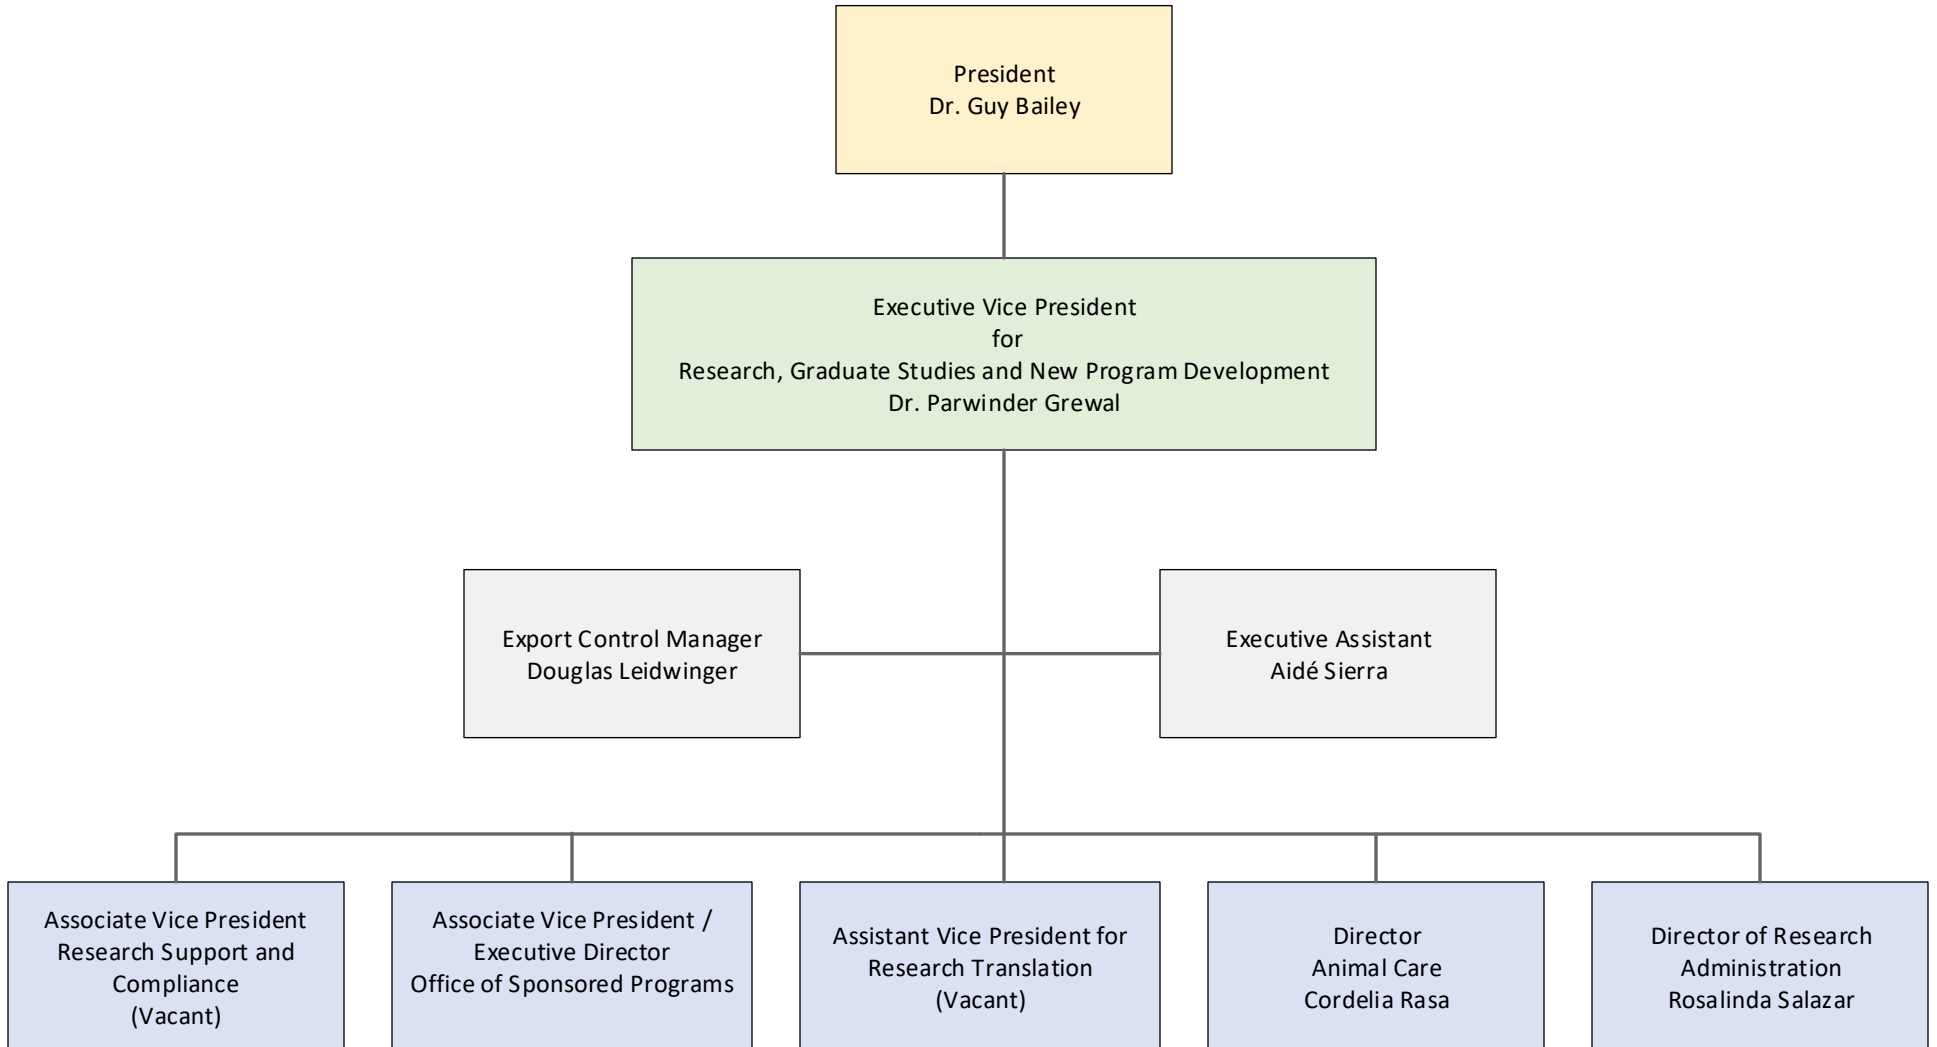 President
Dr. Guy Bailey
Executive Vice President
for
Research, Graduate Studies and New Program Development
Dr. Parwinder Grewal
Export Control Manager
Douglas Leidwinger
Executive Assistant
Aidé Sierra
Associate Vice President
Research Support and
Compliance
(Vacant)
Associate Vice President /
Executive Director
Office of Sponsored Programs
Assistant Vice President for
Research Translation
(Vacant)
Director
Animal Care
Cordelia Rasa
Director of Research
Administration
Rosalinda Salazar